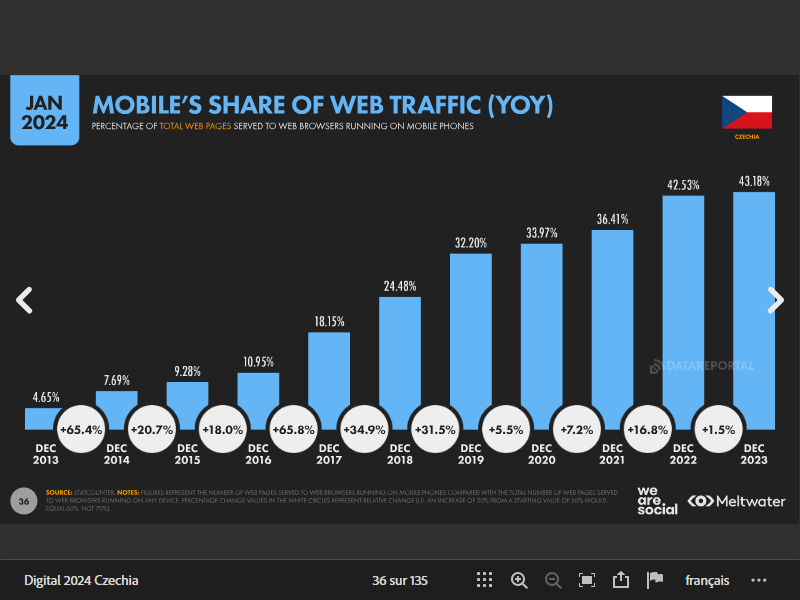 JAN
2024
MOBILE'S SHARE OF WEB TRAFFIC (YOY)
PERCENTAGE OF TOTAL WEB PAGES SERVED TO WEB BROWSERS RUNNING ON MOBILE PHONES
CZECHIA
4.65%
7.69%
9.28%
10.95%
18.15%
24.48%
32.20%
33.97%
36.41%
42.53%
43.18%
DATAREPORTAL
+65.4%
+20.7%
+18.0%
+65.8%
+34.9%
+31.5%
+5.5%
+7.2%
+16.8%
+1.5%
DEC
2013
DEC
2014
DEC
2015
DEC
2016
DEC
2017
DEC
2018
DEC
2019
DEC
2020
DEC
2021
DEC
2022
DEC
2023
36
SOURCE: STATCOUNTER. NOTES: FIGURES REPRESENT THE NUMBER OF WEB PAGES SERVED TO WEB BROWSERS RUNNING ON MOBILE PHONES COMPARED WITH THE TOTAL NUMBER OF WEB PAGES SERVED
TO WEB BROWSERS RUNNING ON ANY DEVICE. PERCENTAGE CHANGE VALUES IN THE WHITE CIRCLES REPRESENT RELATIVE CHANGE (I.E. AN INCREASE OF 20% FROM A STARTING VALUE OF 50% WOULD
EQUAL 60%, NOT 70%).
we
are.
social
Meltwater
Digital 2024 Czechia
36 sur 135
français